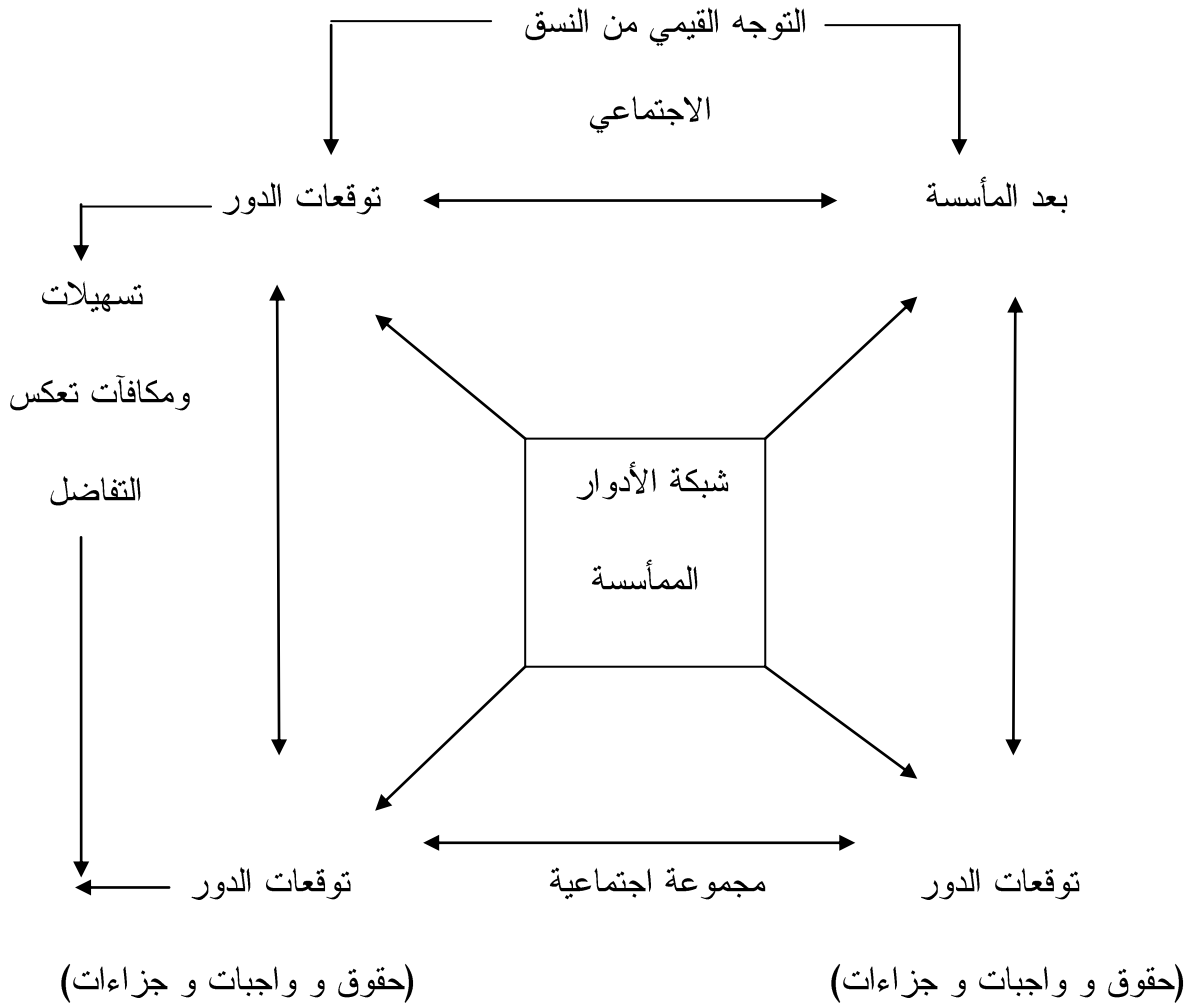 التوجه القيمي من النسق
الاجتماعي
بعد المأسسة
توقعات الدور
تسهيلات
ومكافآت تعكس
التفاضل
شبكة الأدوار
الممأسسة
توقعات الدور
مجموعة اجتماعية
توقعات الدور
(حقوق و واجبات و جزاءات)
(حقوق و واجبات و جزاءات)